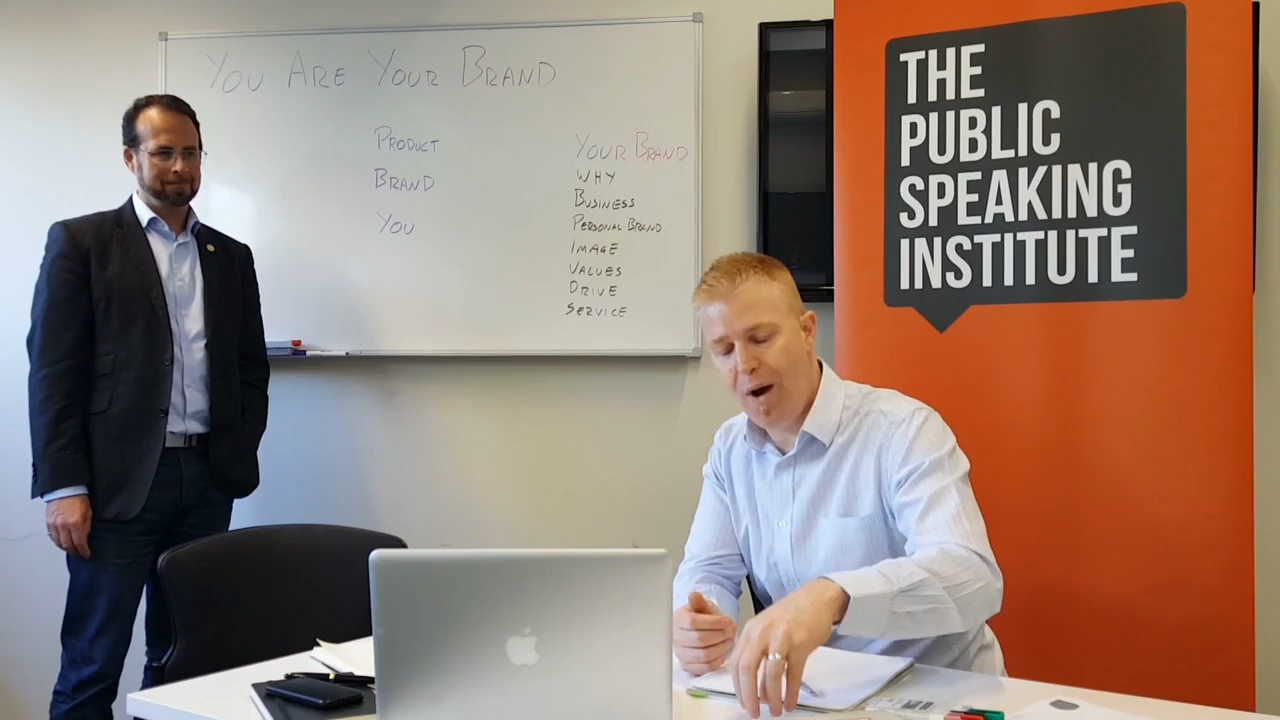 You Are Your Brand
Product
Brand
You
Your Brand
Why
Business
Personal Brand
Image
Values
Drive
Service
THE
PUBLIC
SPEAKING
INSTITUTE